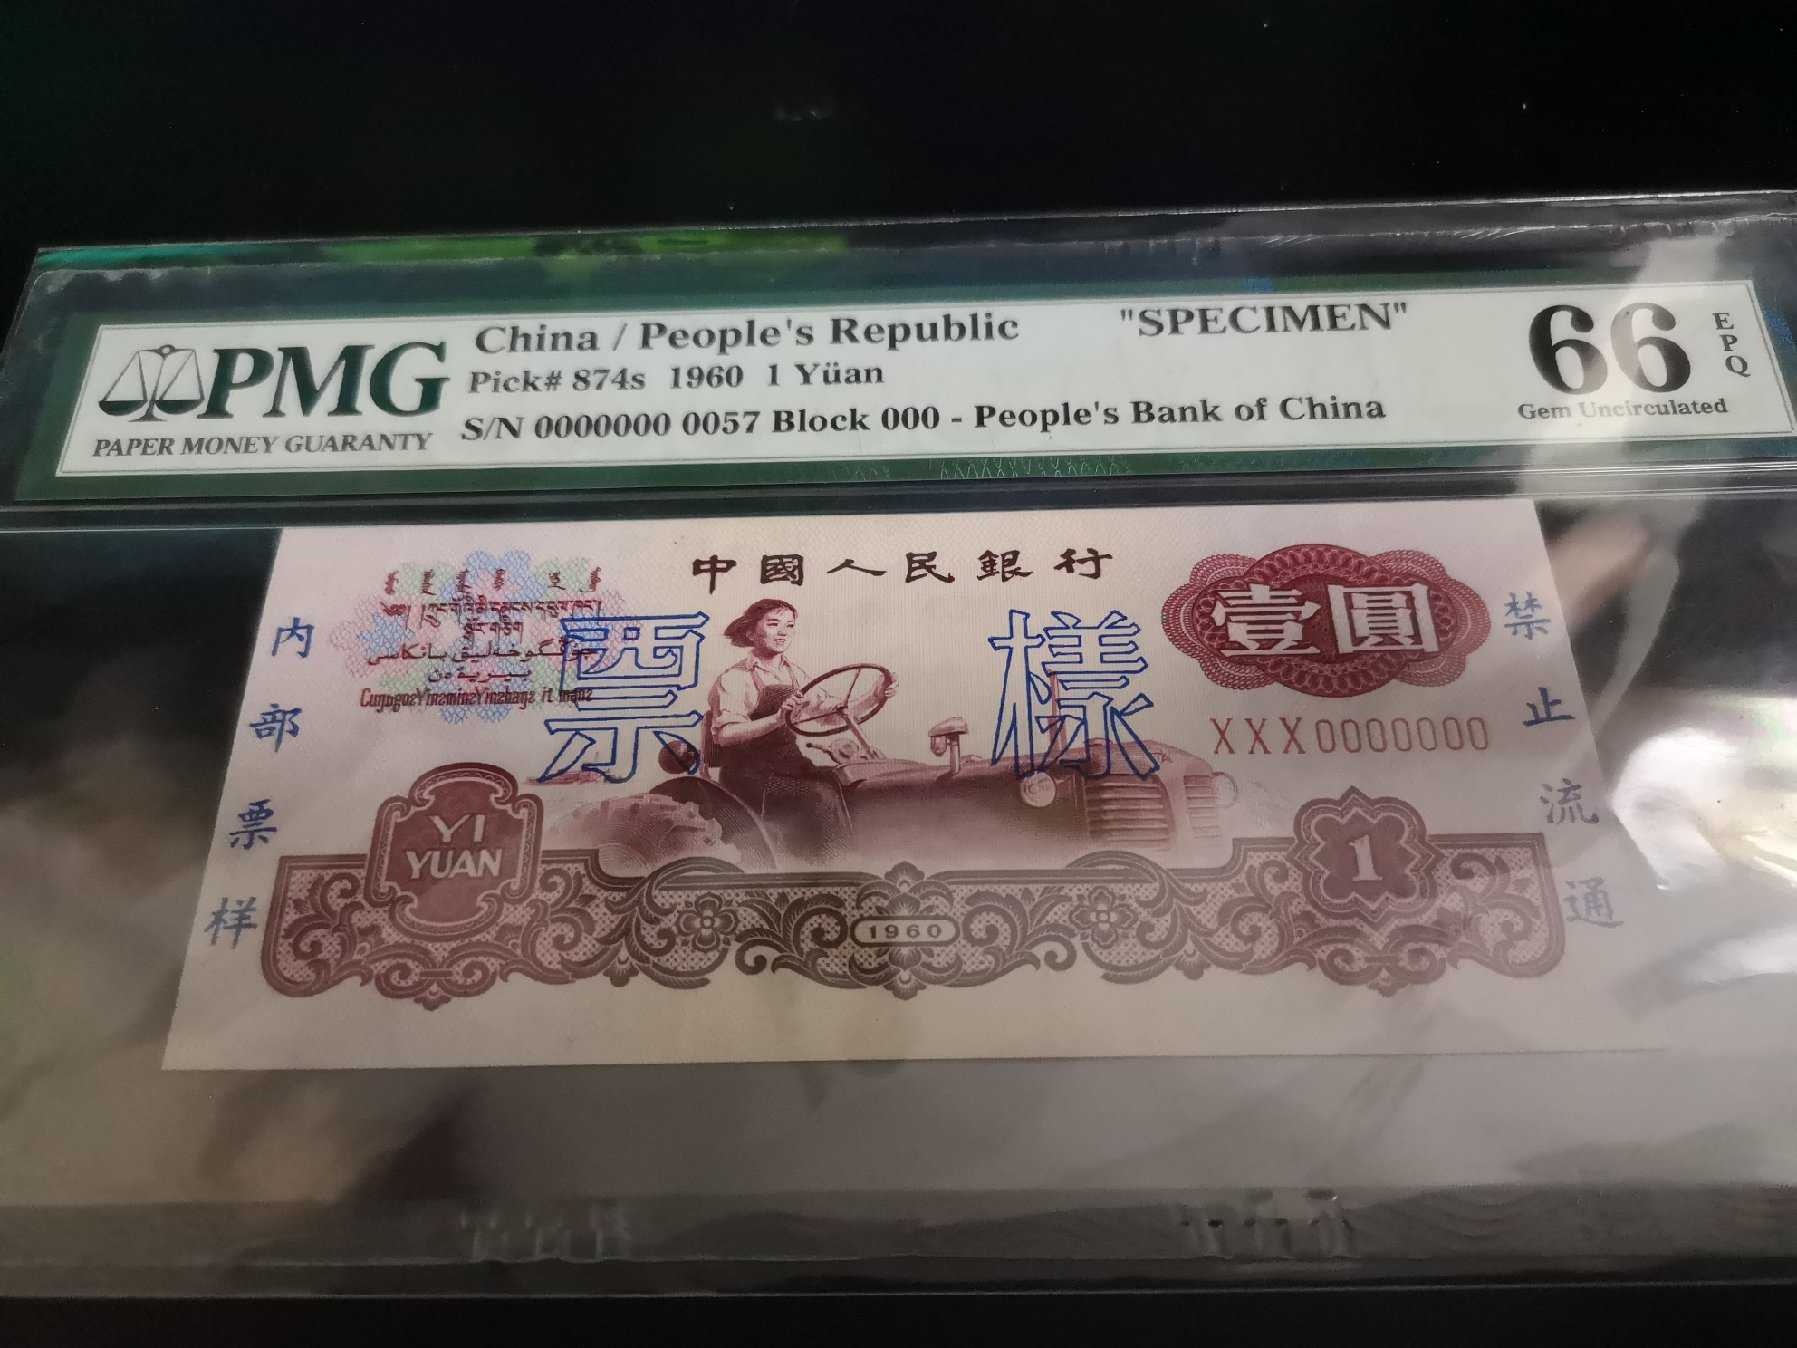 PMG
PAPER MONEY GUARANTY
China / People's Republic "SPECIMEN"
Pick# 874s 1960 1 Yüan
S/N 0000000 0057 Block 000 - People's Bank of China
66
EPQ
Gem Uncirculated
中國人民銀行
壹圓
票樣
内部票样
禁止流通
XXX0000000
YI
YUAN
1960
1